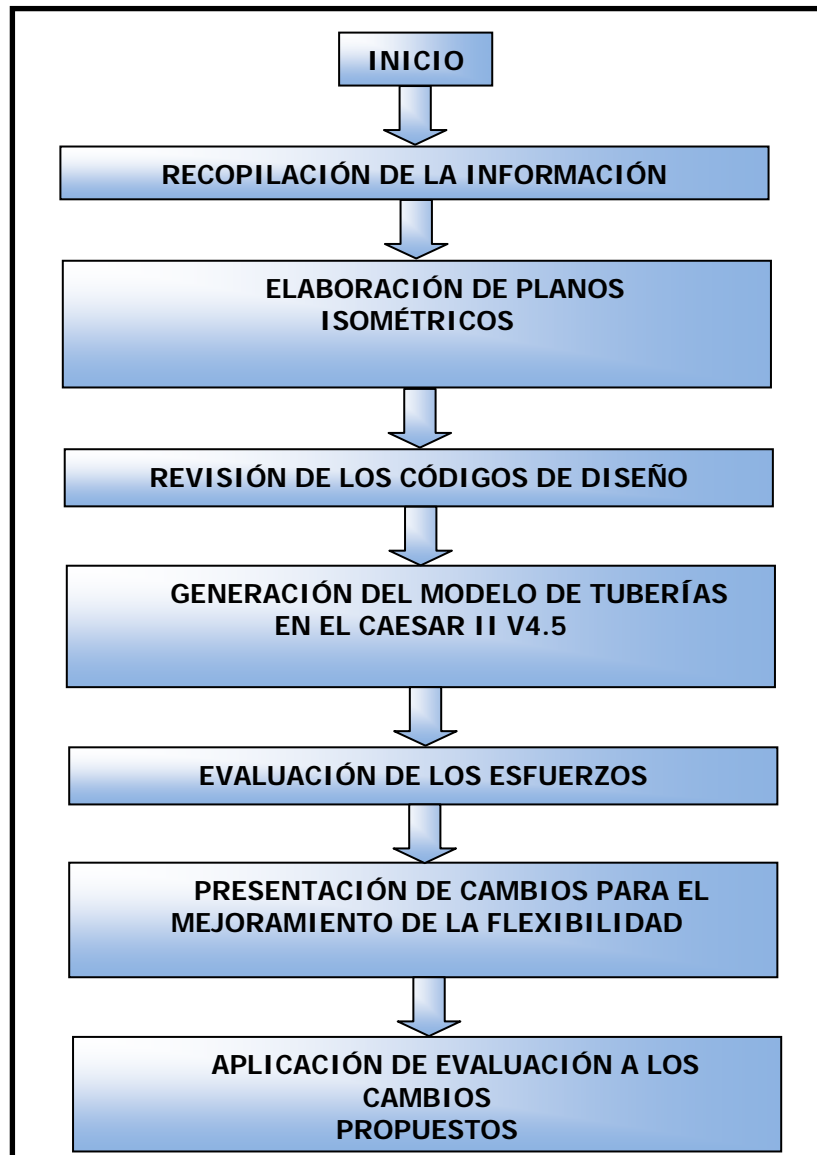 INICIO
RECOPILACIÓN DE LA INFORMACIÓN
ELABORACIÓN DE PLANOS
ISOMÉTRICOS
REVISIÓN DE LOS CÓDIGOS DE DISEÑO
GENERACIÓN DEL MODELO DE TUBERÍAS
EN EL CAESAR II V4.5
EVALUACIÓN DE LOS ESFUERZOS
PRESENTACIÓN DE CAMBIOS PARA EL
MEJORAMIENTO DE LA FLEXIBILIDAD
APLICACIÓN DE EVALUACIÓN A LOS
CAMBIOS
PROPUESTOS